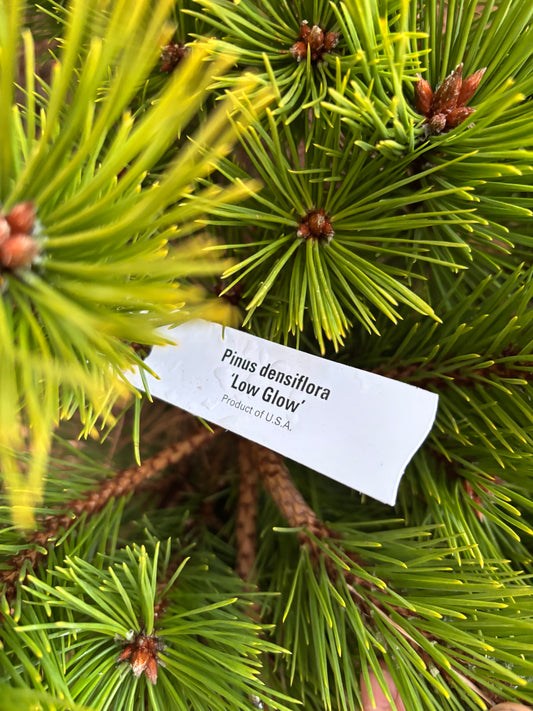 Pinus densiflora
‘Low Glow’
Product of U.S.A.